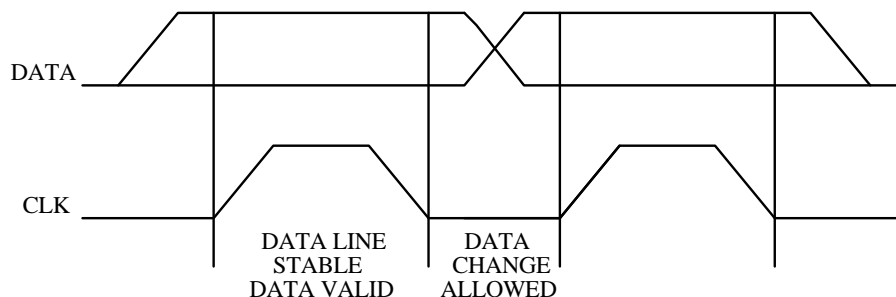 DATA
CLK
DATA LINE
STABLE
DATA VALID
DATA
CHANGE
ALLOWED